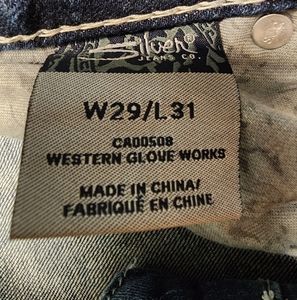 Silver
JEANS CO.
W29/L31
CA00508
WESTERN GLOVE WORKS
MADE IN CHINA/
FABRIQUÉ EN CHINE